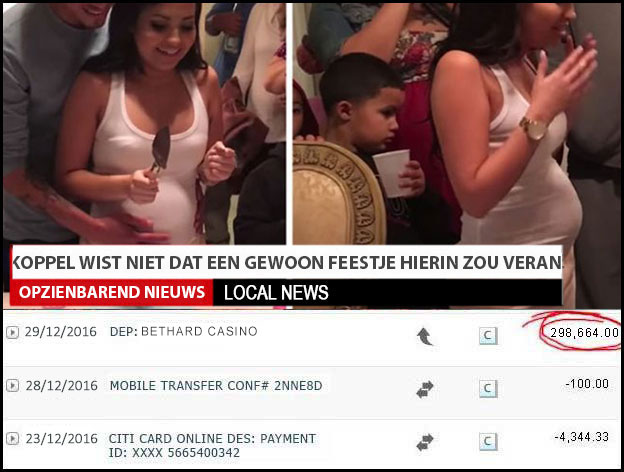 KOPPEL WIST NIET DAT EEN GEWOON FEESTJE HIERIN ZOU VERAN
OPZIENBAREND NIEUWS LOCAL NEWS
29/12/2016 DEP: BETHARD CASINO C 298,664.00
28/12/2016 MOBILE TRANSFER CONF# 2NNE8D C -100.00
23/12/2016 CITI CARD ONLINE DES: PAYMENT C -4,344.33
ID: XXXX 5665400342